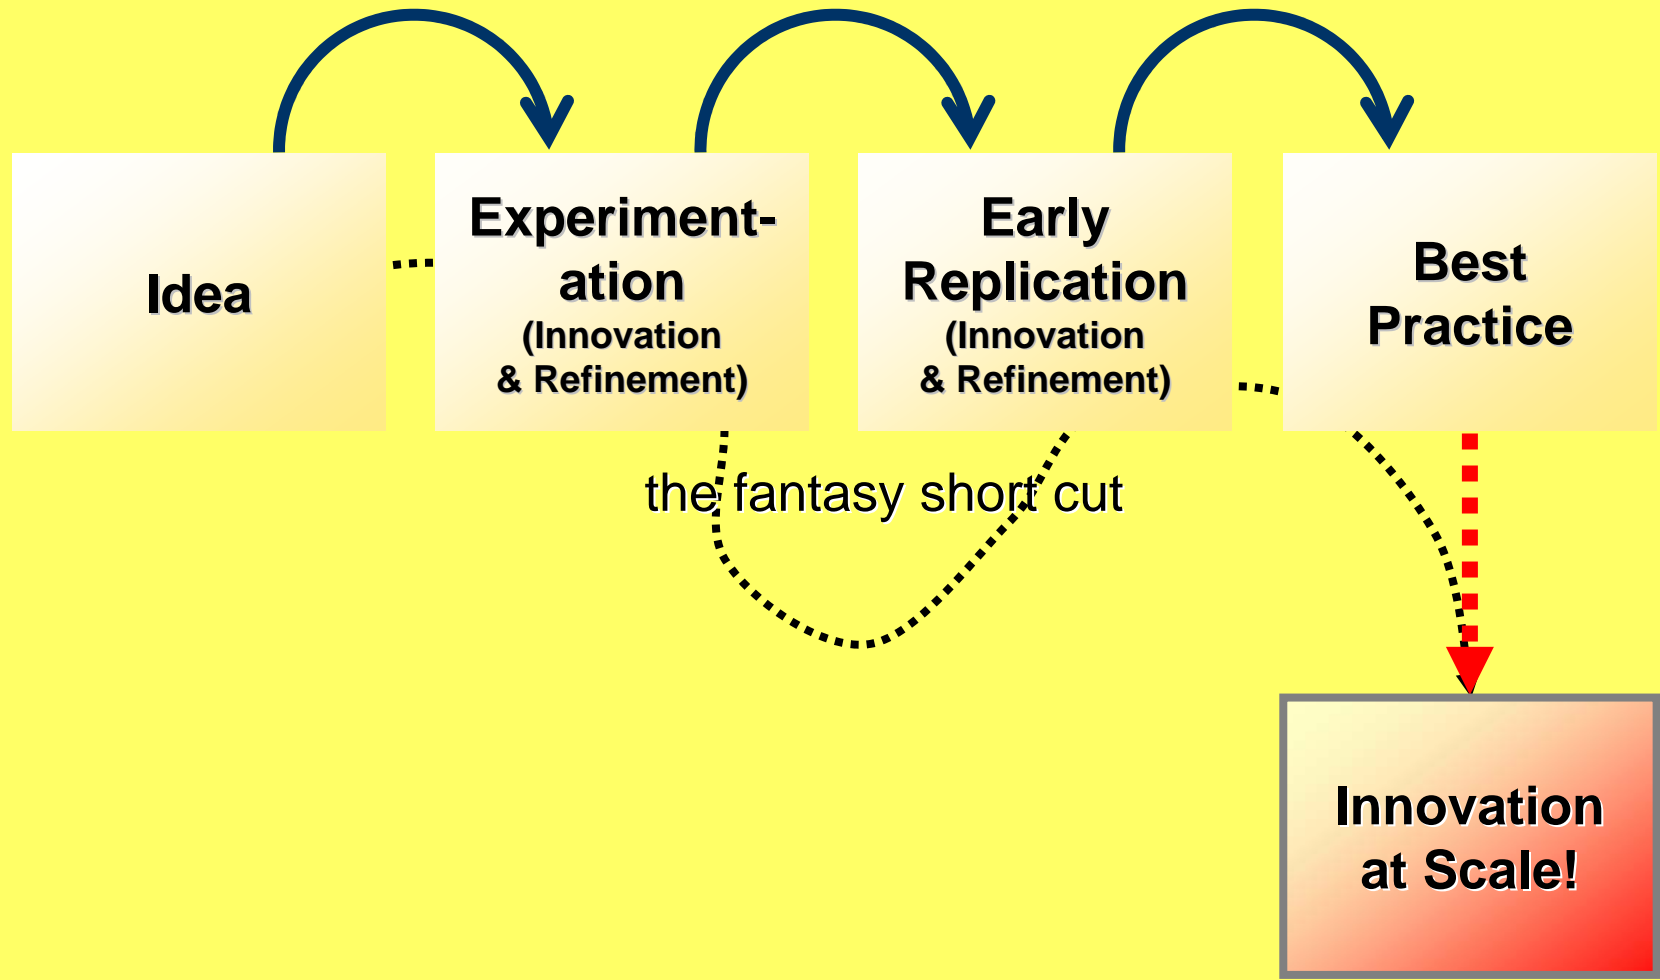 Idea
Experiment-
ation
(Innovation
& Refinement)
Early
Replication
(Innovation
& Refinement)
Best
Practice
the fantasy short cut
Innovation
at Scale!